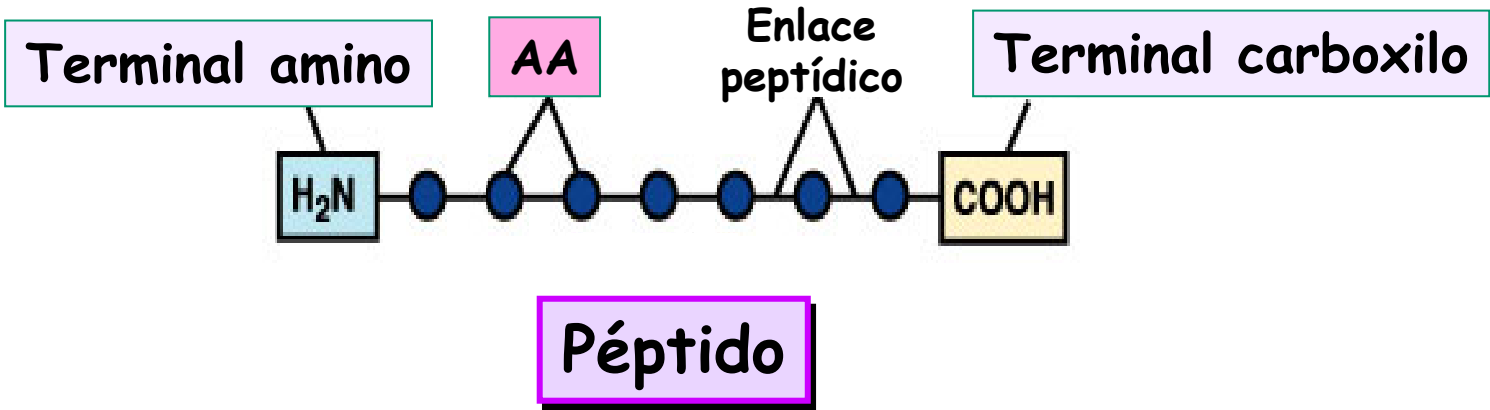 Terminal amino
AA
Enlace
peptídico
Terminal carboxilo
H₂N
COOH
Péptido